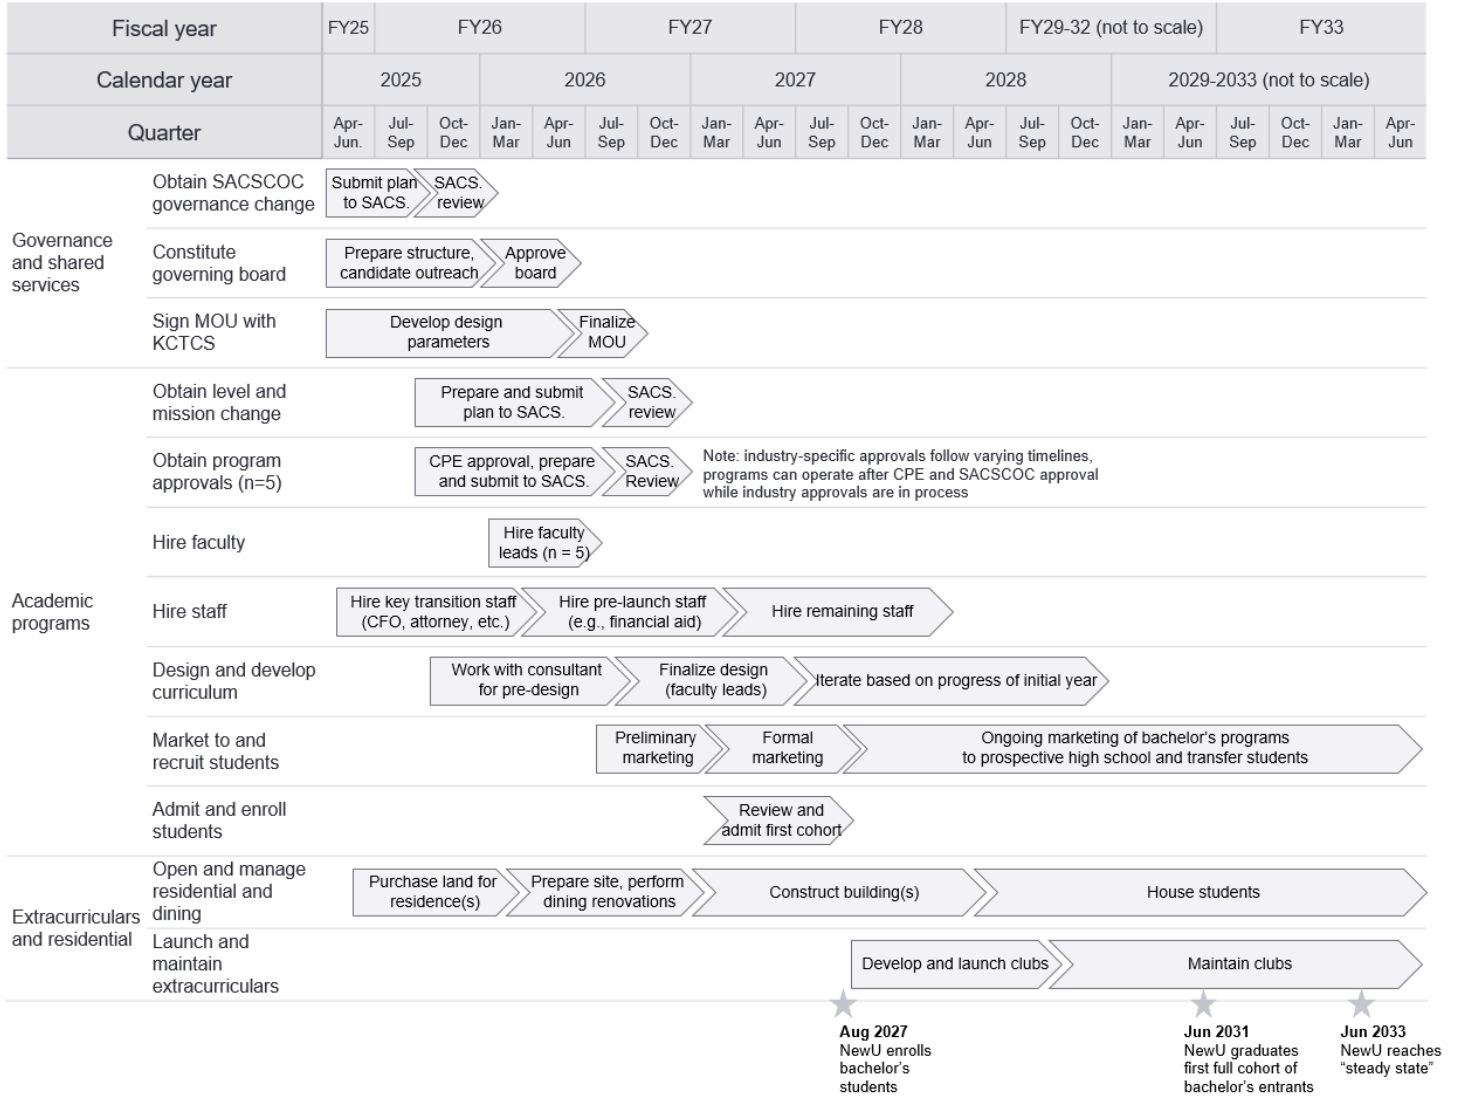 Fiscal year
FY25
FY26
FY27
FY28
FY29-32 (not to scale)
FY33
Calendar year
2025
2026
2027
2028
2029-2033 (not to scale)
Quarter
Apr-
Jun.
Jul-
Sep
Oct-
Dec
Jan-
Mar
Apr-
Jun
Jul-
Sep
Oct-
Dec
Jan-
Mar
Apr-
Jun
Jul-
Sep
Oct-
Dec
Jan-
Mar
Apr-
Jun
Jul-
Sep
Oct-
Dec
Jan-
Mar
Apr-
Jun
Jul-
Sep
Oct-
Dec
Jan-
Mar
Apr-
Jun
Governance
and shared
services
Obtain SACSCOC
governance change
Submit plan
to SACS.
SACS.
review
Constitute
governing board
Prepare structure,
candidate outreach
Approve
board
Sign MOU with
KCTCS
Develop design
parameters
Finalize
MOU
Academic
programs
Obtain level and
mission change
Prepare and submit
plan to SACS.
SACS.
review
Obtain program
approvals (n=5)
CPE approval, prepare
and submit to SACS.
SACS.
Review
Note: industry-specific approvals follow varying timelines,
programs can operate after CPE and SACSCOC approval
while industry approvals are in process
Hire faculty
Hire faculty
leads (n = 5)
Hire staff
Hire key transition staff
(CFO, attorney, etc.)
Hire pre-launch staff
(e.g., financial aid)
Hire remaining staff
Design and develop
curriculum
Work with consultant
for pre-design
Finalize design
(faculty leads)
Iterate based on progress of initial year
Market to and
recruit students
Preliminary
marketing
Formal
marketing
Ongoing marketing of bachelor's programs
to prospective high school and transfer students
Admit and enroll
students
Review and
admit first cohort
Extracurriculars
and residential
Open and manage
residential and
dining
Purchase land for
residence(s)
Prepare site, perform
dining renovations
Construct building(s)
House students
Launch and
maintain
extracurriculars
Develop and launch clubs
Maintain clubs
Aug 2027
NewU enrolls
bachelor's
students
Jun 2031
NewU graduates
first full cohort of
bachelor's entrants
Jun 2033
NewU reaches
"steady state"